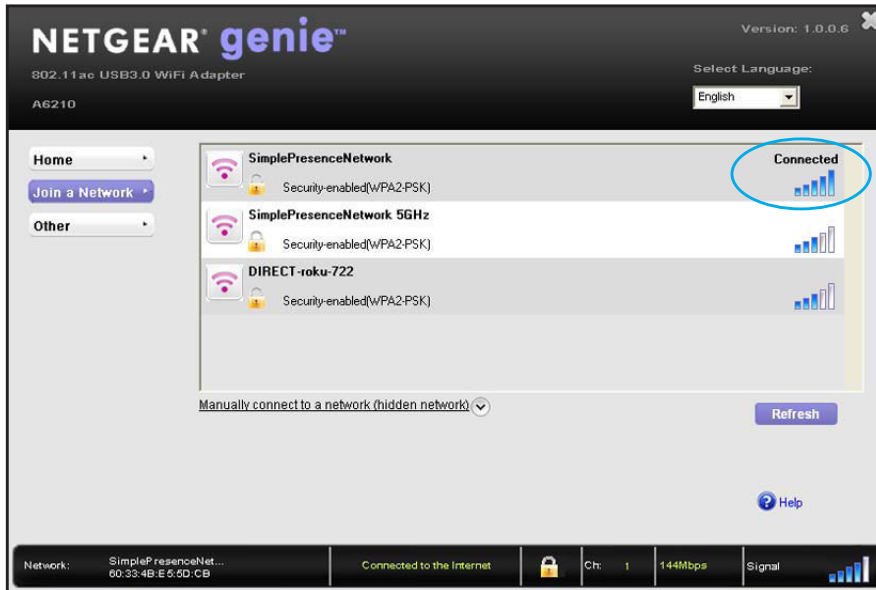 NETGEAR® genie™
Version: 1.0.0.6
802.11ac USB3.0 WiFi Adapter
Select Language:
A6210
English
Home
Join a Network
Other
SimplePresenceNetwork
Connected
Security-enabled(WPA2-PSK)
SimplePresenceNetwork 5GHz
Security-enabled(WPA2-PSK)
DIRECT-roku-722
Security-enabled(WPA2-PSK)
Manually connect to a network (hidden network)
Refresh
? Help
Network: SimplePresenceNet... Connected to the Internet Ch: 1 144Mbps Signal
60:33:4B:E6:5D:CB